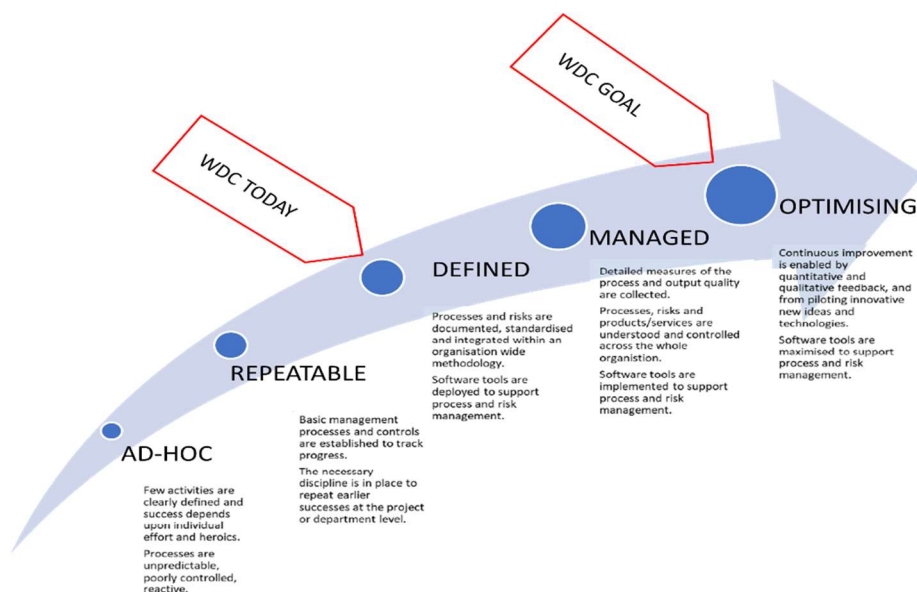 WDC TODAY
WDC GOAL
AD-HOC
Few activities are
clearly defined and
success depends
upon individual
effort and heroics.
Processes are
unpredictable,
poorly controlled,
reactive.
REPEATABLE
Basic management
processes and controls
are established to track
progress.
The necessary
discipline is in place to
repeat earlier
successes at the project
or department level.
DEFINED
Processes and risks are
documented, standardised
and integrated within an
organisation wide
methodology.
Software tools are
deployed to support
process and risk
management.
MANAGED
Detailed measures of the
process and output quality
are collected.
Processes, risks and
products/services are
understood and controlled
across the whole
organistion.
Software tools are
implemented to support
process and risk
management.
OPTIMISING
Continuous improvement
is enabled by
quantitative and
qualitative feedback, and
from piloting innovative
new ideas and
technologies.
Software tools are
maximised to support
process and risk
management.